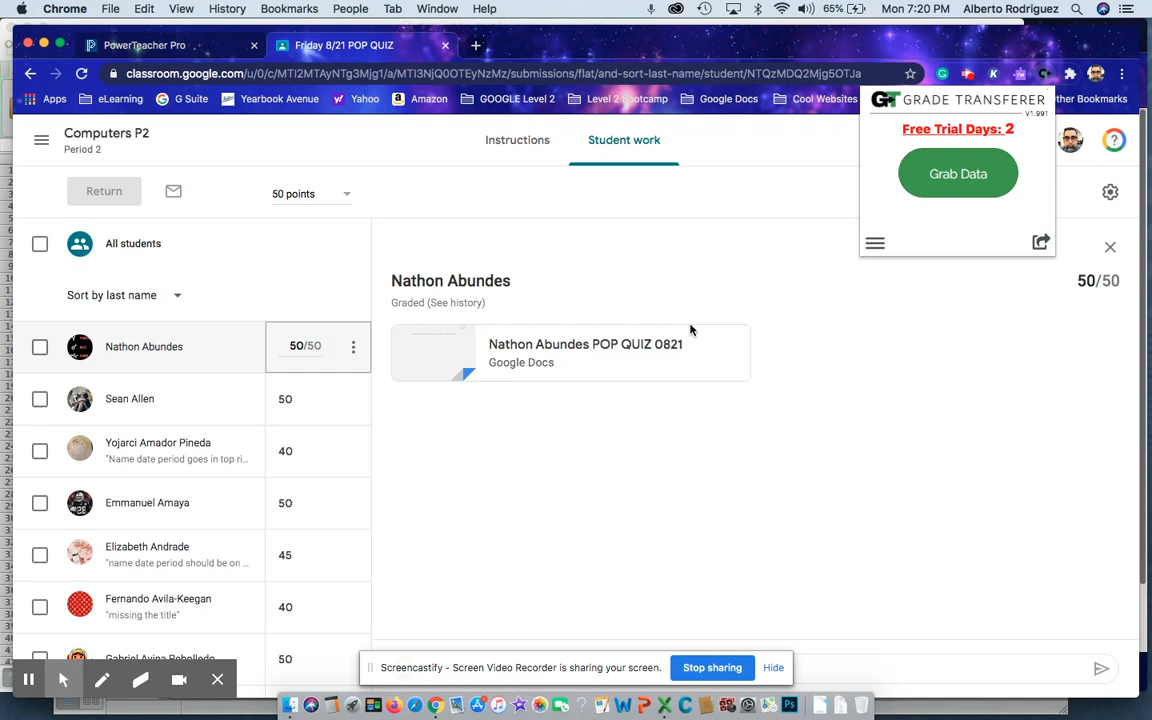 Chrome File Edit View History Bookmarks People Tab Window Help 65% Mon 7:20 PM Alberto Rodriguez
PowerTeacher Pro Friday 8/21 POP QUIZ
classroom.google.com/u/0/c/MTI2MTAyNTg3Mjg1/a/MTI3NjQ0OTEyNzMz/submissions/flat/and-sort-last-name/student/NTQzMDQ2Mjg5OTJa
Apps eLearning G Suite Yearbook Avenue Yahoo Amazon GOOGLE Level 2 Level 2 Bootcamp Google Docs Cool Websites Other Bookmarks
GT GRADE TRANSFERER
V1.991
Free Trial Days: 2
Grab Data
Computers P2
Period 2
Instructions Student work
Return 50 points
All students
Sort by last name
Nathon Abundes 50/50
Sean Allen 50
Yojarci Amador Pineda 40
"Name date period goes in top ri...
Emmanuel Amaya 50
Elizabeth Andrade 45
"name date period should be on ...
Fernando Avila-Keegan 40
"missing the title"
Gabriel Avina Rebolledo 50
Nathon Abundes 50/50
Graded (See history)
Nathon Abundes POP QUIZ 0821
Google Docs
Screencastify - Screen Video Recorder is sharing your screen. Stop sharing Hide